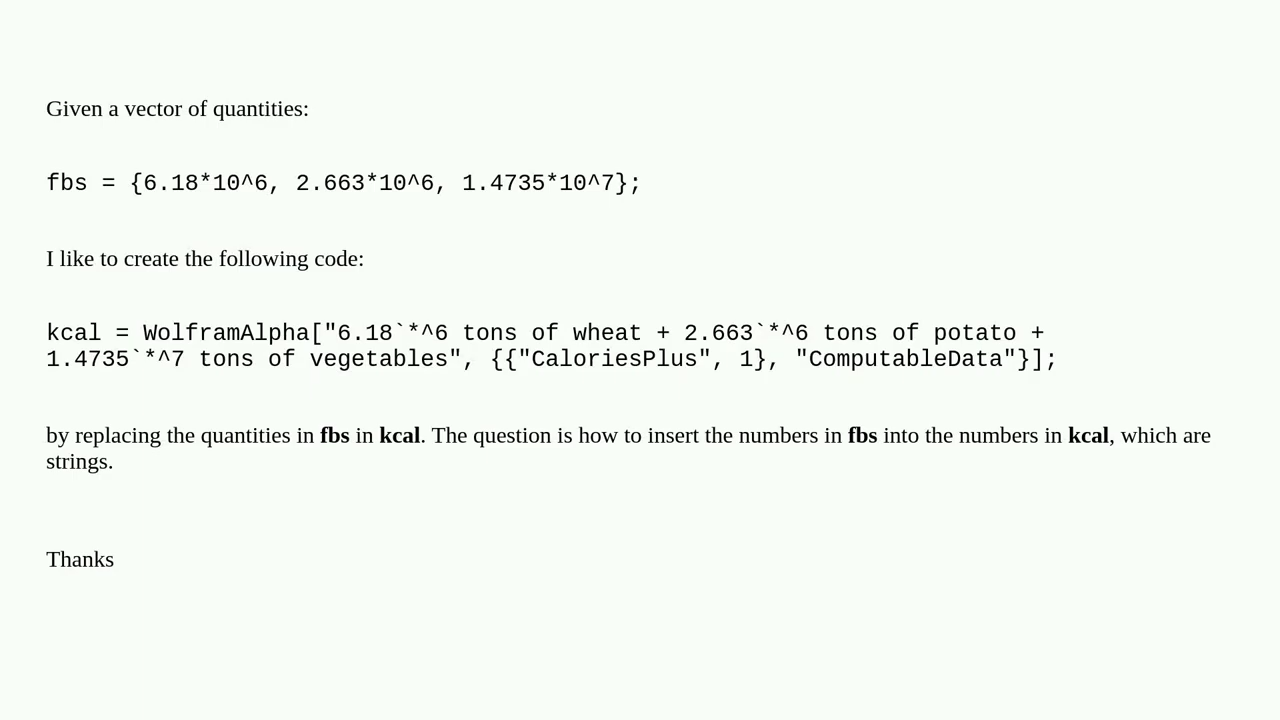 Given a vector of quantities:
fbs = {6.18*10^6, 2.663*10^6, 1.4735*10^7};
I like to create the following code:
kcal = WolframAlpha["6.18`*^6 tons of wheat + 2.663`*^6 tons of potato +
1.4735`*^7 tons of vegetables", {{"CaloriesPlus", 1}, "ComputableData"}];
by replacing the quantities in fbs in kcal. The question is how to insert the numbers in fbs into the numbers in kcal, which are
strings.
Thanks